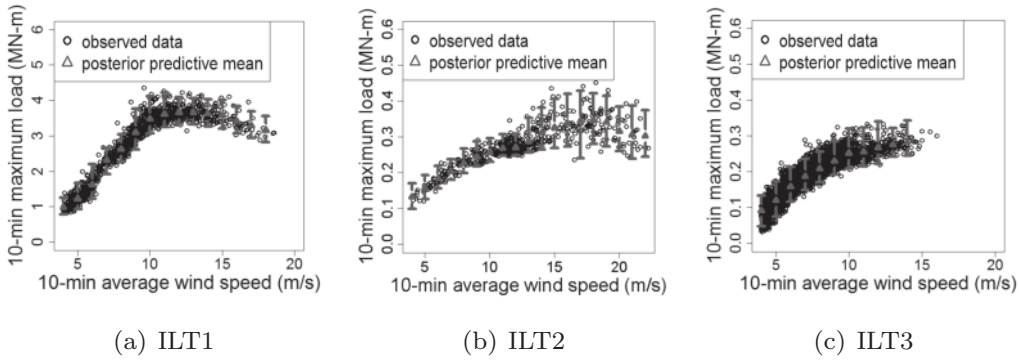 10-min maximum load (MN-m)
6
5
4
3
2
1
0
observed data
posterior predictive mean
5 10 15 20
10-min average wind speed (m/s)
(a) ILT1
10-min maximum load (MN-m)
0.6
0.5
0.4
0.3
0.2
0.1
0.0
observed data
posterior predictive mean
5 10 15 20
10-min average wind speed (m/s)
(b) ILT2
10-min maximum load (MN-m)
0.6
0.5
0.4
0.3
0.2
0.1
0.0
observed data
posterior predictive mean
5 10 15 20
10-min average wind speed (m/s)
(c) ILT3